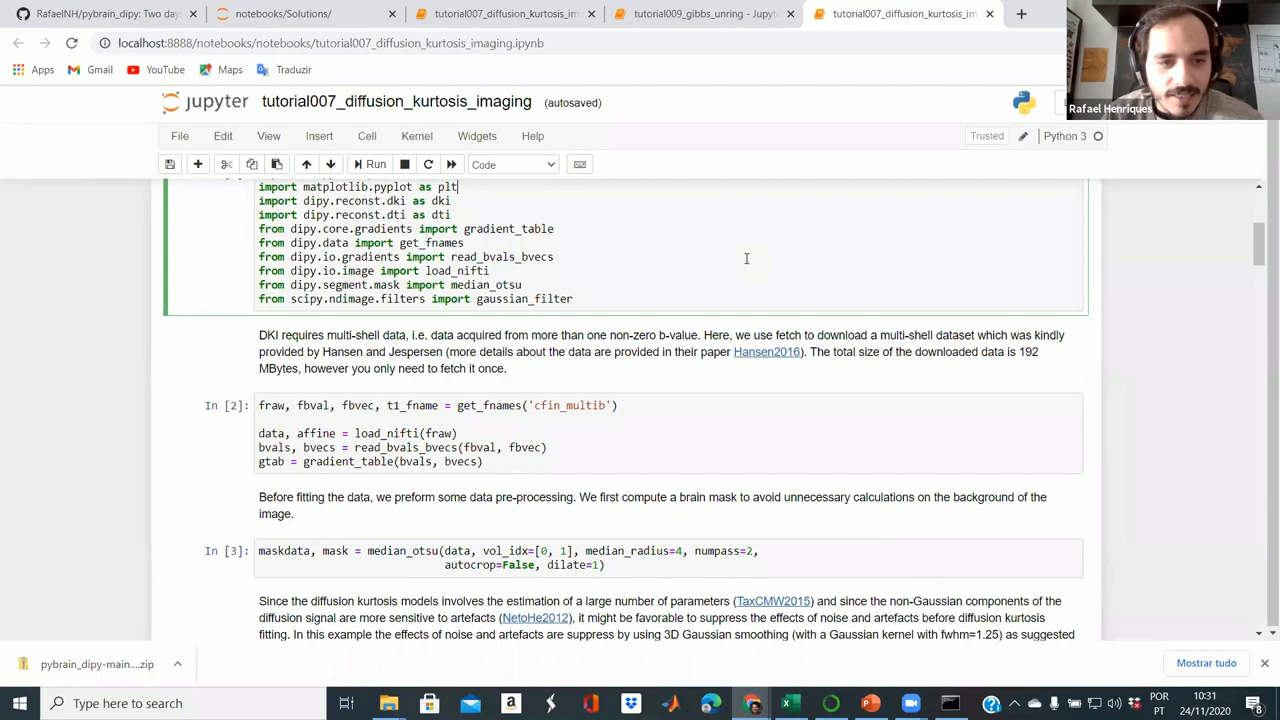 RafaelNH/pybrain_dipy: Two day
notebooks/Solutions/
tutorial007_diffusion_kurtosis_im
tutorial009_gibbs_unring - Jupyte
tutorial007_diffusion_kurtosis_im
localhost:8888/notebooks/notebooks/tutorial007_diffusion_kurtosis_imaging.ipynb
Apps Gmail YouTube Maps Traduzir
Rafael Henriques
jupyter tutorial007_diffusion_kurtosis_imaging (autosaved)
File Edit View Insert Cell Kernel Widgets Help
Trusted Python 3
Run Code
import matplotlib.pyplot as plt
import dipy.reconst.dki as dki
import dipy.reconst.dti as dti
from dipy.core.gradients import gradient_table
from dipy.data import get_fnames
from dipy.io.gradients import read_bvals_bvecs
from dipy.io.image import load_nifti
from dipy.segment.mask import median_otsu
from scipy.ndimage.filters import gaussian_filter
DKI requires multi-shell data, i.e. data acquired from more than one non-zero b-value. Here, we use fetch to download a multi-shell dataset which was kindly
provided by Hansen and Jespersen (more details about the data are provided in their paper Hansen2016). The total size of the downloaded data is 192
MBytes, however you only need to fetch it once.
In [2]: fraw, fbval, fbvec, t1_fname = get_fnames('cfin_multib')
data, affine = load_nifti(fraw)
bvals, bvecs = read_bvals_bvecs(fbval, fbvec)
gtab = gradient_table(bvals, bvecs)
Before fitting the data, we preform some data pre-processing. We first compute a brain mask to avoid unnecessary calculations on the background of the
image.
In [3]: maskdata, mask = median_otsu(data, vol_idx=[0, 1], median_radius=4, numpass=2,
autocrop=False, dilate=1)
Since the diffusion kurtosis models involves the estimation of a large number of parameters (TaxCMW2015) and since the non-Gaussian components of the
diffusion signal are more sensitive to artefacts (NetoHe2012), it might be favorable to suppress the effects of noise and artefacts before diffusion kurtosis
fitting. In this example the effects of noise and artefacts are suppress by using 3D Gaussian smoothing (with a Gaussian kernel with fwhm=1.25) as suggested
pybrain_dipy-main....zip
Mostrar tudo
Type here to search
POR
PT
10:31
24/11/2020
8